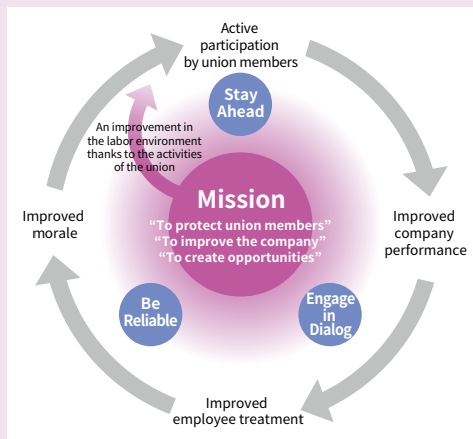 Active
participation
by union members
Stay
Ahead
An improvement in
the labor environment
thanks to the activities
of the union
Mission
“To protect union members”
“To improve the company”
“To create opportunities”
Improved
morale
Improved
company
performance
Be
Reliable
Engage
in
Dialog
Improved
employee treatment